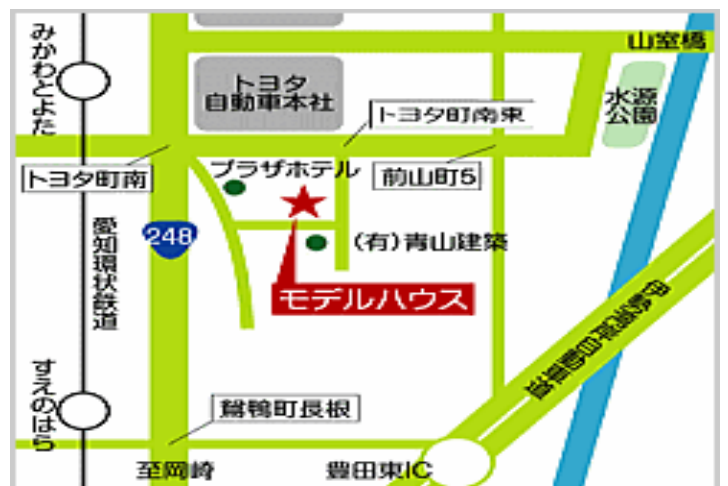 みかわとよた
山室橋
トヨタ
自動車本社
水源
公園
トヨタ町南東
トヨタ町南
プラザホテル
前山町5
248
(有)青山建築
愛知環状鉄道
モデルハウス
伊勢湾岸自動車道
すえのはら
鴛鴨町長根
至岡崎
豊田東IC